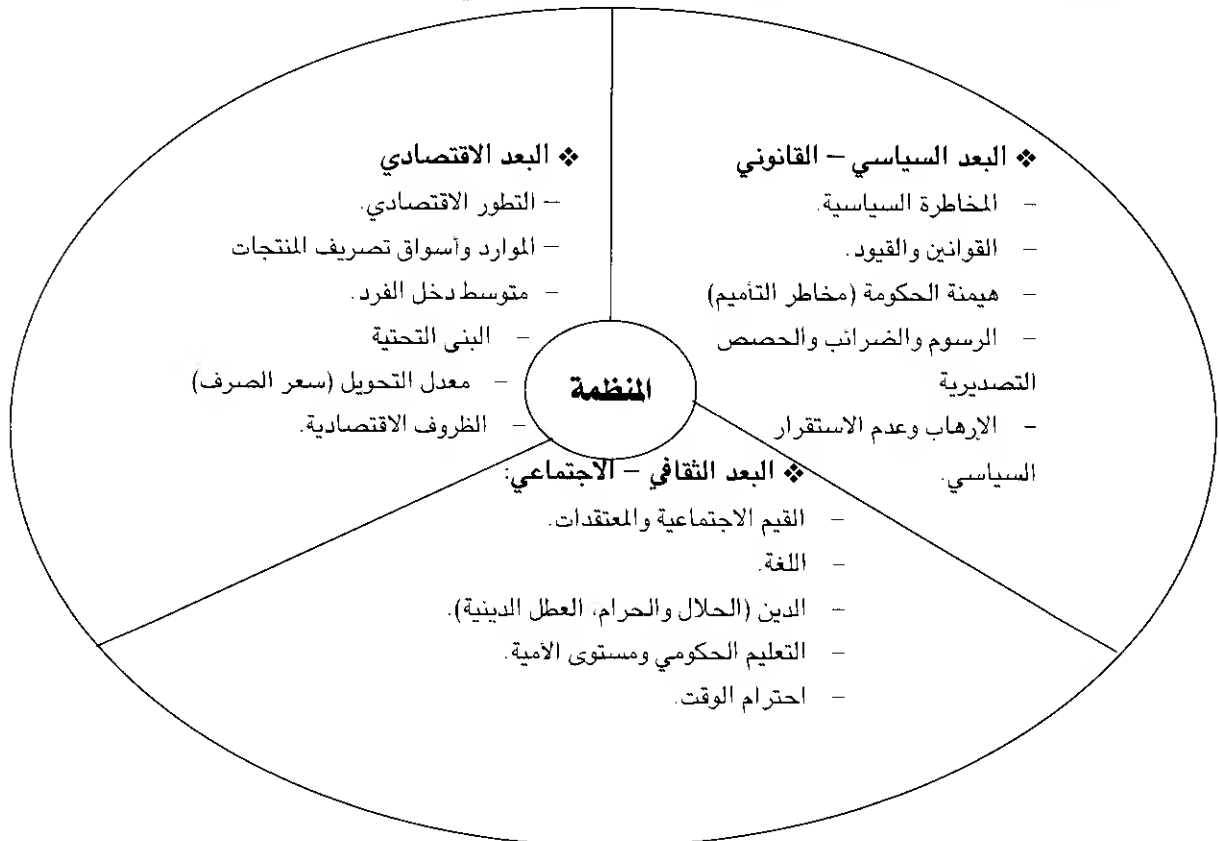 ❖ البعد السياسي – القانوني
– المخاطرة السياسية.
– القوانين والقيود.
– هيمنة الحكومة (مخاطر التأميم)
– الرسوم والضرائب والحصص
التصديرية
– الارهاب وعدم الاستقرار
السياسي.
❖ البعد الاقتصادي
– التطور الاقتصادي.
– الموارد وأسواق تصريف المنتجات
– متوسط دخل الفرد.
– البنى التحتية
– معدل التحويل (سعر الصرف)
– الظروف الاقتصادية.
المنظمة
❖ البعد الثقافي – الاجتماعي:
– القيم الاجتماعية والمعتقدات.
– اللغة.
– الدين (الحلال والحرام، العطل الدينية).
– التعليم الحكومي ومستوى الأمية.
– احترام الوقت.